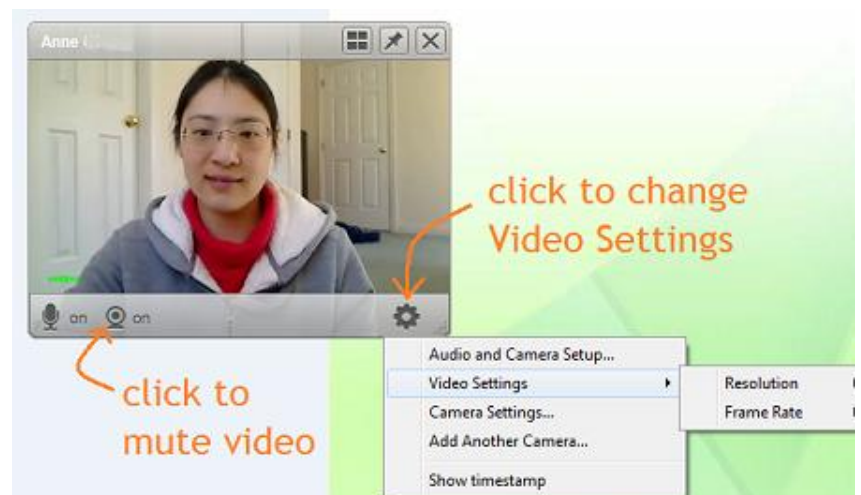 Anne
on
on
click to change
Video Settings
click to
mute video
Audio and Camera Setup...
Video Settings
Resolution
Camera Settings...
Frame Rate
Add Another Camera...
Show timestamp